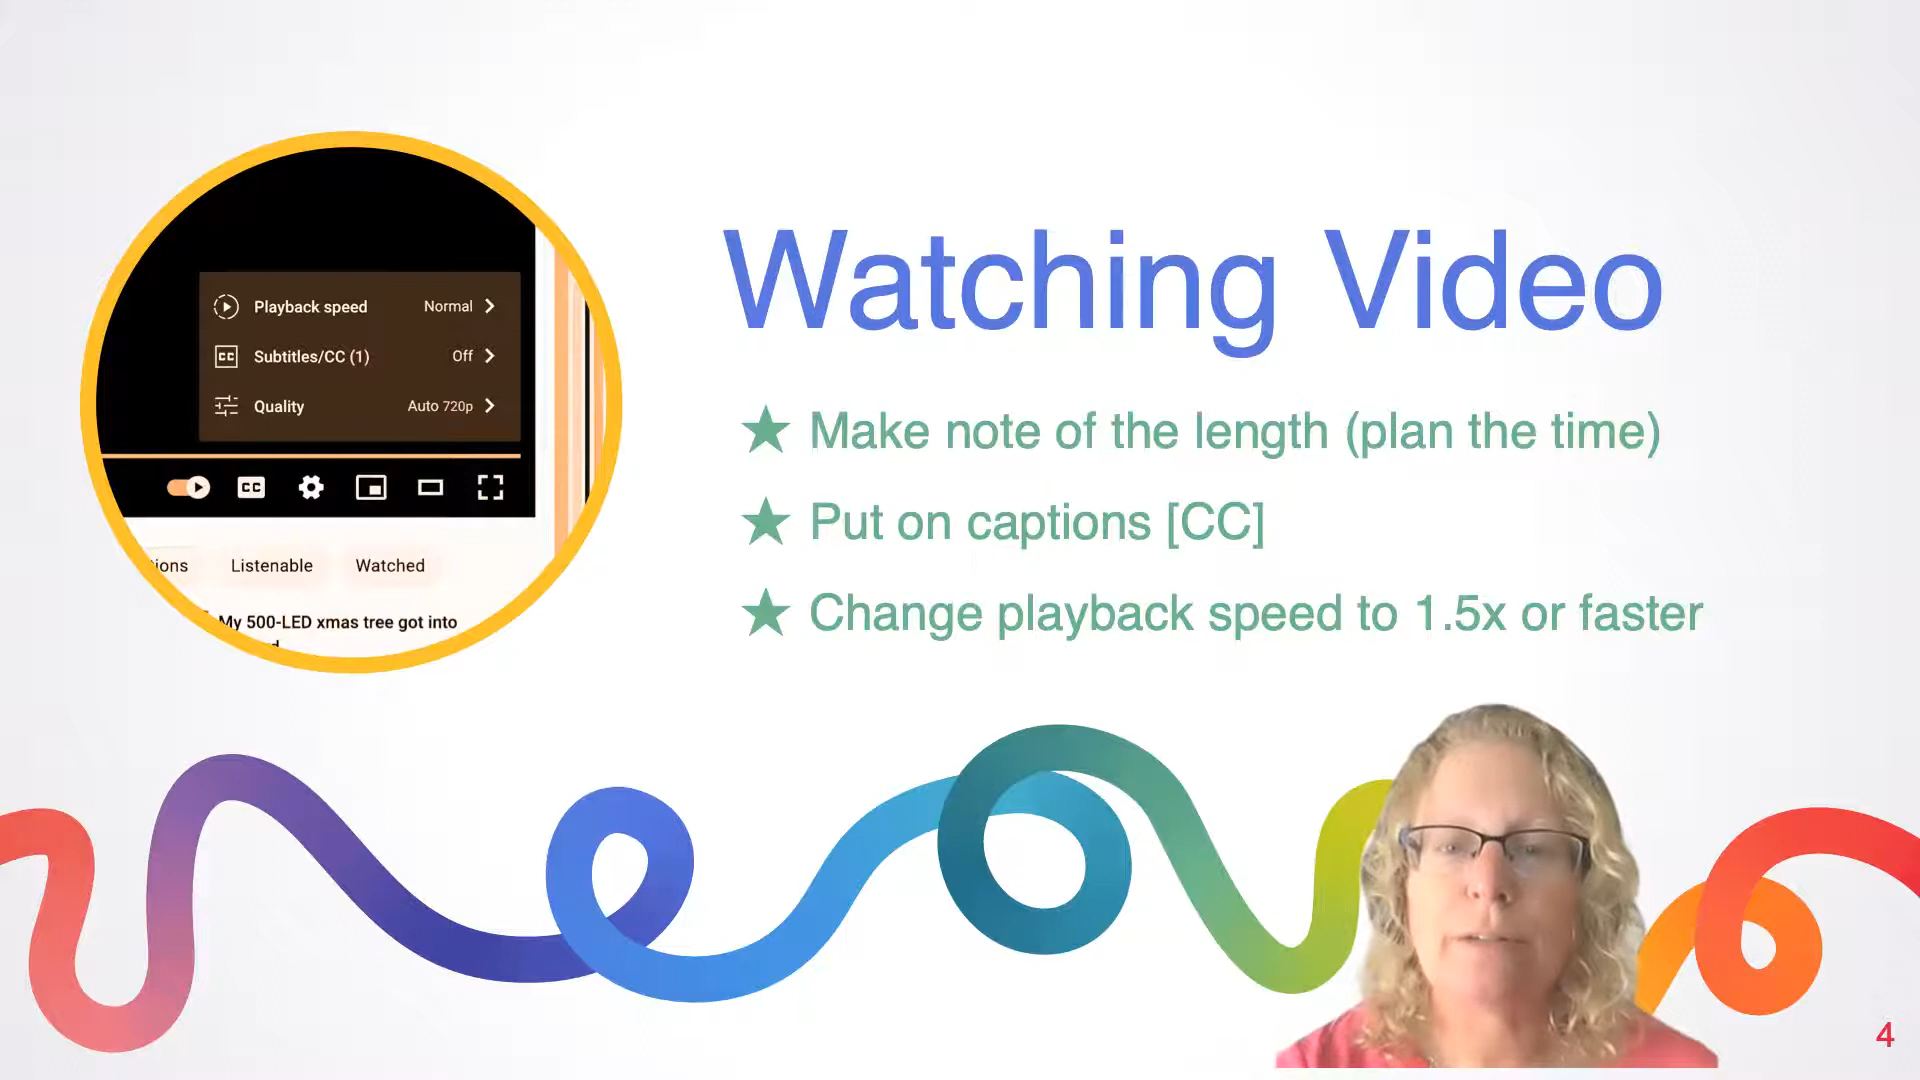 Playback speed Normal
Subtitles/CC (1) Off
Quality Auto 720p
CC
ions Listenable Watched
My 500-LED xmas tree got into
Watching Video
★ Make note of the length (plan the time)
★ Put on captions [CC]
★ Change playback speed to 1.5x or faster
4